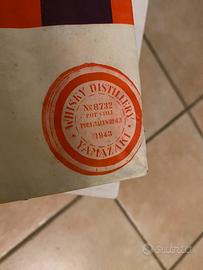 WHISKY DISTILLERY
No 8732
POT STILL
1943
YAMAZAKI
subito